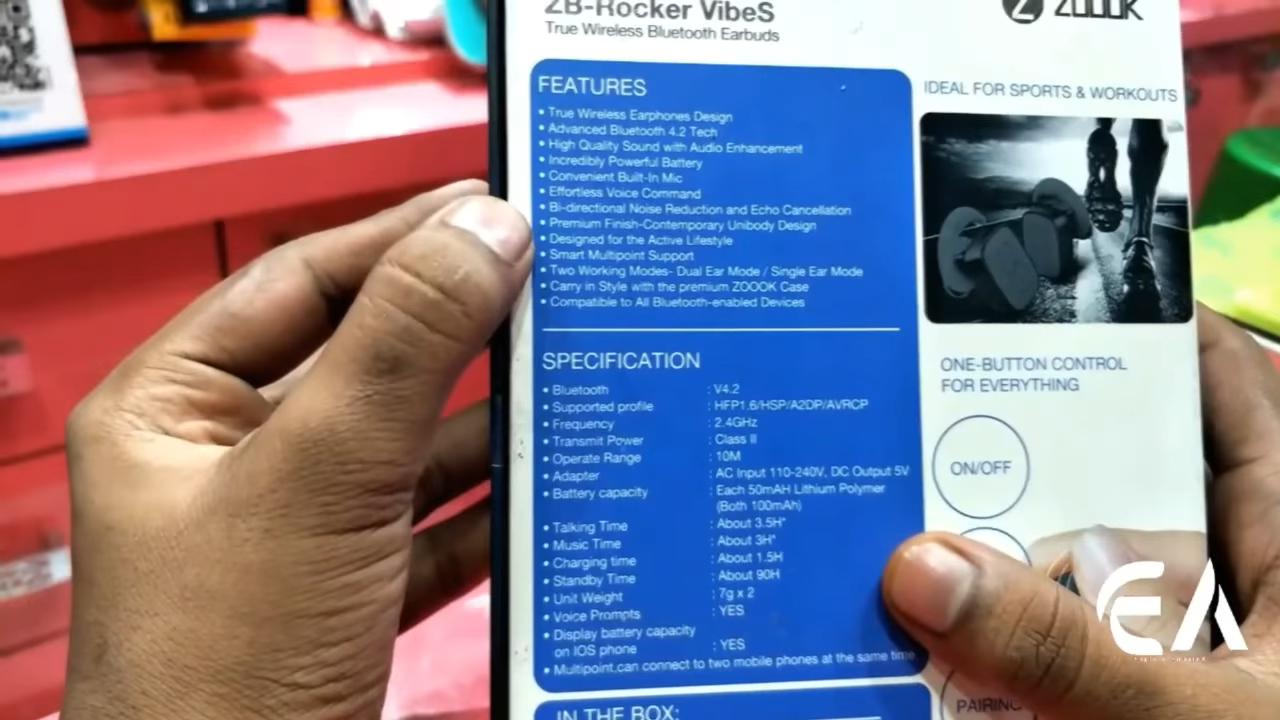 ZB-Rocker VibeS
True Wireless Bluetooth Earbuds
ZOOOK
FEATURES
• True Wireless Earphones Design
• Advanced Bluetooth 4.2 Tech
• High Quality Sound with Audio Enhancement
• Incredibly Powerful Battery
• Convenient Built-In Mic
• Effortless Voice Command
• Bi-directional Noise Reduction and Echo Cancellation
• Premium Finish-Contemporary Unibody Design
• Designed for the Active Lifestyle
• Smart Multipoint Support
• Two Working Modes- Dual Ear Mode / Single Ear Mode
• Carry in Style with the premium ZOOOK Case
• Compatible to All Bluetooth-enabled Devices
SPECIFICATION
• Bluetooth : V4.2
• Supported profile : HFP1.6/HSP/A2DP/AVRCP
• Frequency : 2.4GHz
• Transmit Power : Class II
• Operate Range : 10M
• Adapter : AC Input 110-240V, DC Output 5V
• Battery capacity : Each 50mAH Lithium Polymer
(Both 100mAh)
• Talking Time : About 3.5H*
• Music Time : About 3H*
• Charging time : About 1.5H
• Standby Time : About 90H
• Unit Weight : 7g x 2
• Voice Prompts : YES
• Display battery capacity
on IOS phone : YES
• Multipoint.can connect to two mobile phones at the same time
IN THE BOX:
IDEAL FOR SPORTS & WORKOUTS
ONE-BUTTON CONTROL
FOR EVERYTHING
ON/OFF
PAIRING
EA